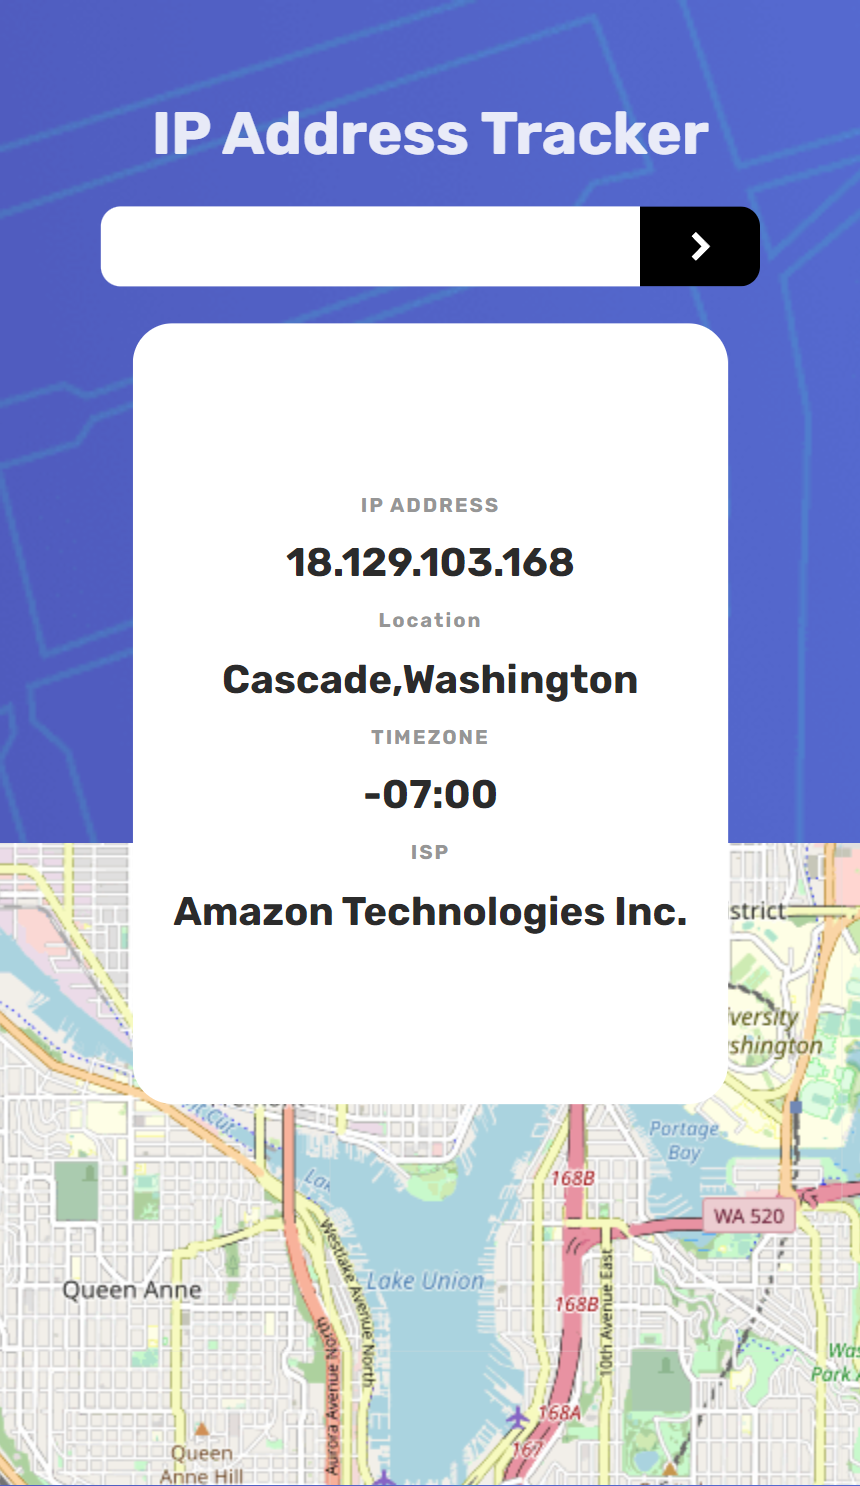 IP Address Tracker
IP ADDRESS
18.129.103.168
Location
Cascade,Washington
TIMEZONE
-07:00
ISP
Amazon Technologies Inc.
strict
versity
shington
Portage
Bay
168B
Lak
WA 520
Westlake Avenue North
Lake Union
Queen Anne
168B
10th Avenue East
Aurora Avenue North
Was
Park A
168A
167
Queen
Anne Hill